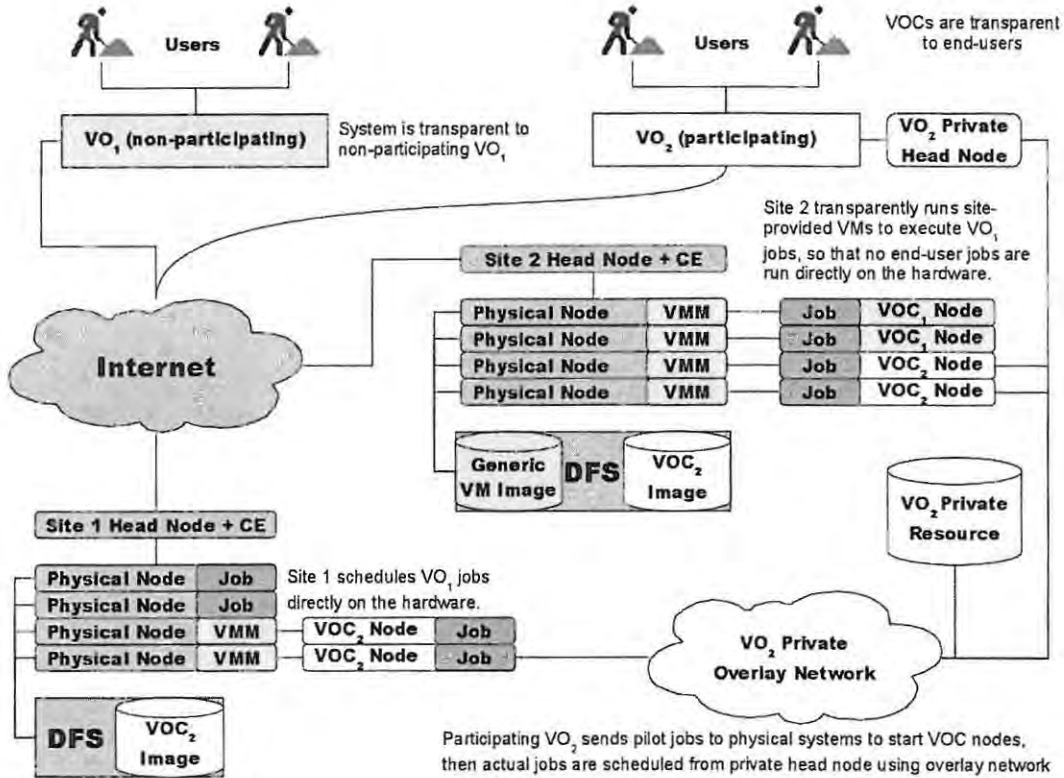 Users
Users
VOCs are transparent
to end-users
VO₁ (non-participating)
System is transparent to
non-participating VO₁
VO₂ (participating)
VO₂ Private
Head Node
Site 2 transparently runs site-
provided VMs to execute VO₁
jobs, so that no end-user jobs are
run directly on the hardware.
Site 2 Head Node + CE
Physical Node VMM Job VOC₁ Node
Physical Node VMM Job VOC₁ Node
Physical Node VMM Job VOC₂ Node
Physical Node VMM Job VOC₂ Node
Internet
Generic
VM Image
DFS
VOC₂
Image
VO₂ Private
Resource
Site 1 Head Node + CE
Physical Node Job
Physical Node Job
Site 1 schedules VO₁ jobs
directly on the hardware.
Physical Node VMM VOC₂ Node Job
Physical Node VMM VOC₂ Node Job
VO₂ Private
Overlay Network
DFS
VOC₂
Image
Participating VO₂ sends pilot jobs to physical systems to start VOC nodes,
then actual jobs are scheduled from private head node using overlay network